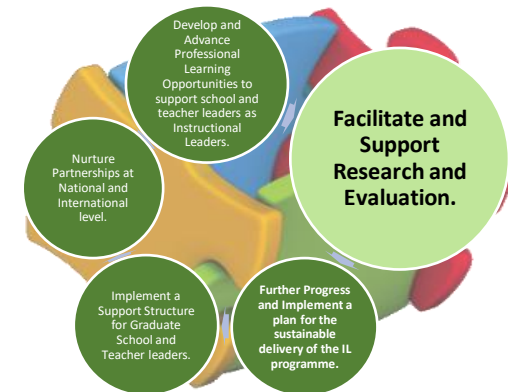 Develop and
Advance
Professional
Learning
Opportunities to
support school and
teacher leaders as
Instructional
Leaders.
Facilitate and
Support
Research and
Evaluation.
Further Progress
and Implement a
plan for the
sustainable
delivery of the IL
programme.
Implement a
Support Structure
for Graduate
School and
Teacher leaders.
Nurture
Partnerships at
National and
International
level.